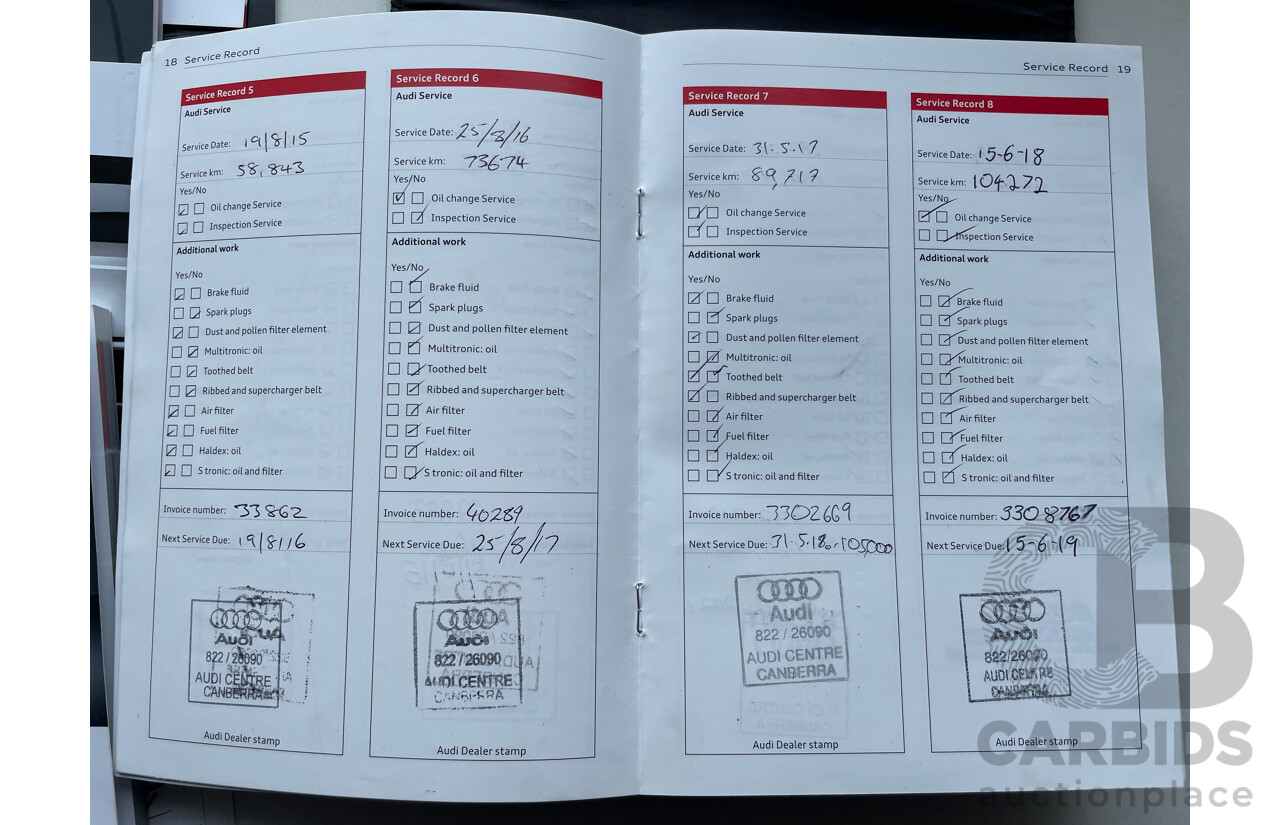 18 Service Record
Service Record 5
Audi Service
Service Date: 19/8/15
Service km: 58,843
Yes/No
Oil change Service
Inspection Service
Additional work
Yes/No
Brake fluid
Spark plugs
Dust and pollen filter element
Multitronic: oil
Toothed belt
Ribbed and supercharger belt
Air filter
Fuel filter
Haldex: oil
S tronic: oil and filter
Invoice number: 33862
Next Service Due: 19/8/16
Audi
822 / 26090
AUDI CENTRE
CANBERRA
Audi Dealer stamp
Service Record 6
Audi Service
Service Date: 25/8/16
Service km: 73674
Yes/No
Oil change Service
Inspection Service
Additional work
Yes/No
Brake fluid
Spark plugs
Dust and pollen filter element
Multitronic: oil
Toothed belt
Ribbed and supercharger belt
Air filter
Fuel filter
Haldex: oil
S tronic: oil and filter
Invoice number: 40289
Next Service Due: 25/8/17
Audi
822 / 26090
AUDI CENTRE
CANBERRA
Audi Dealer stamp
Service Record 19
Service Record 7
Audi Service
Service Date: 31.5.17
Service km: 89,717
Yes/No
Oil change Service
Inspection Service
Additional work
Yes/No
Brake fluid
Spark plugs
Dust and pollen filter element
Multitronic: oil
Toothed belt
Ribbed and supercharger belt
Air filter
Fuel filter
Haldex: oil
S tronic: oil and filter
Invoice number: 3302669
Next Service Due: 31.5.18 105,000
Audi
822 / 26090
AUDI CENTRE
CANBERRA
Audi Dealer stamp
Service Record 8
Audi Service
Service Date: 15-6-18
Service km: 104272
Yes/No
Oil change Service
Inspection Service
Additional work
Yes/No
Brake fluid
Spark plugs
Dust and pollen filter element
Multitronic: oil
Toothed belt
Ribbed and supercharger belt
Air filter
Fuel filter
Haldex: oil
S tronic: oil and filter
Invoice number: 3308767
Next Service Due: 15-6-19
Audi
822/26090
AUDI CENTRE
CANBERRA
Audi Dealer stamp
CARBIDS
auctionplace